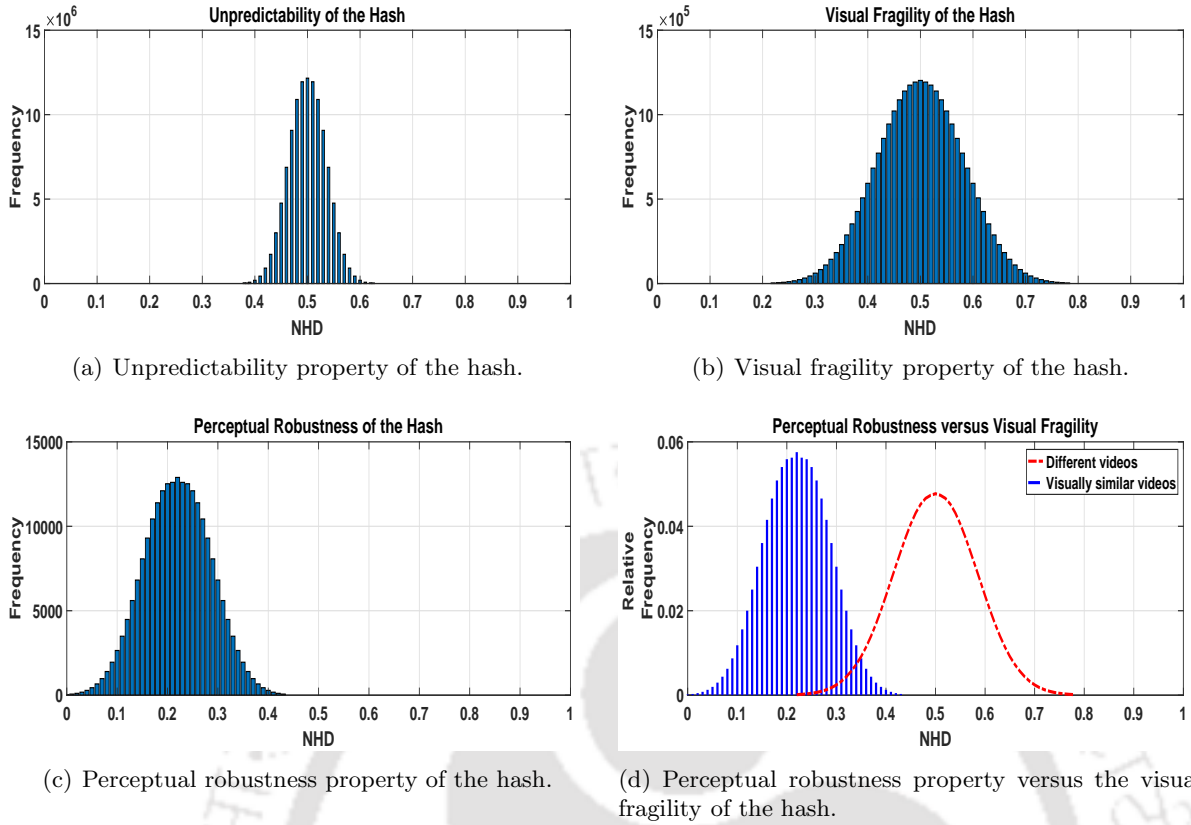 Unpredictability of the Hash
×10⁶
15
10
5
0
Frequency
0 0.1 0.2 0.3 0.4 0.5 0.6 0.7 0.8 0.9 1
NHD
(a) Unpredictability property of the hash.
Visual Fragility of the Hash
×10⁵
15
10
5
0
Frequency
0 0.1 0.2 0.3 0.4 0.5 0.6 0.7 0.8 0.9 1
NHD
(b) Visual fragility property of the hash.
Perceptual Robustness of the Hash
15000
10000
5000
0
Frequency
0 0.1 0.2 0.3 0.4 0.5 0.6 0.7 0.8 0.9 1
NHD
(c) Perceptual robustness property of the hash.
Perceptual Robustness versus Visual Fragility
0.06
0.04
0.02
0
Relative
Frequency
Different videos
Visually similar videos
0 0.1 0.2 0.3 0.4 0.5 0.6 0.7 0.8 0.9 1
NHD
(d) Perceptual robustness property versus the visual
fragility of the hash.